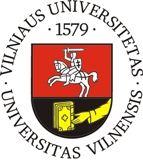 VILNIAUS UNIVERSITETAS
· 1579 ·
UNIVERSITAS VILNENSIS